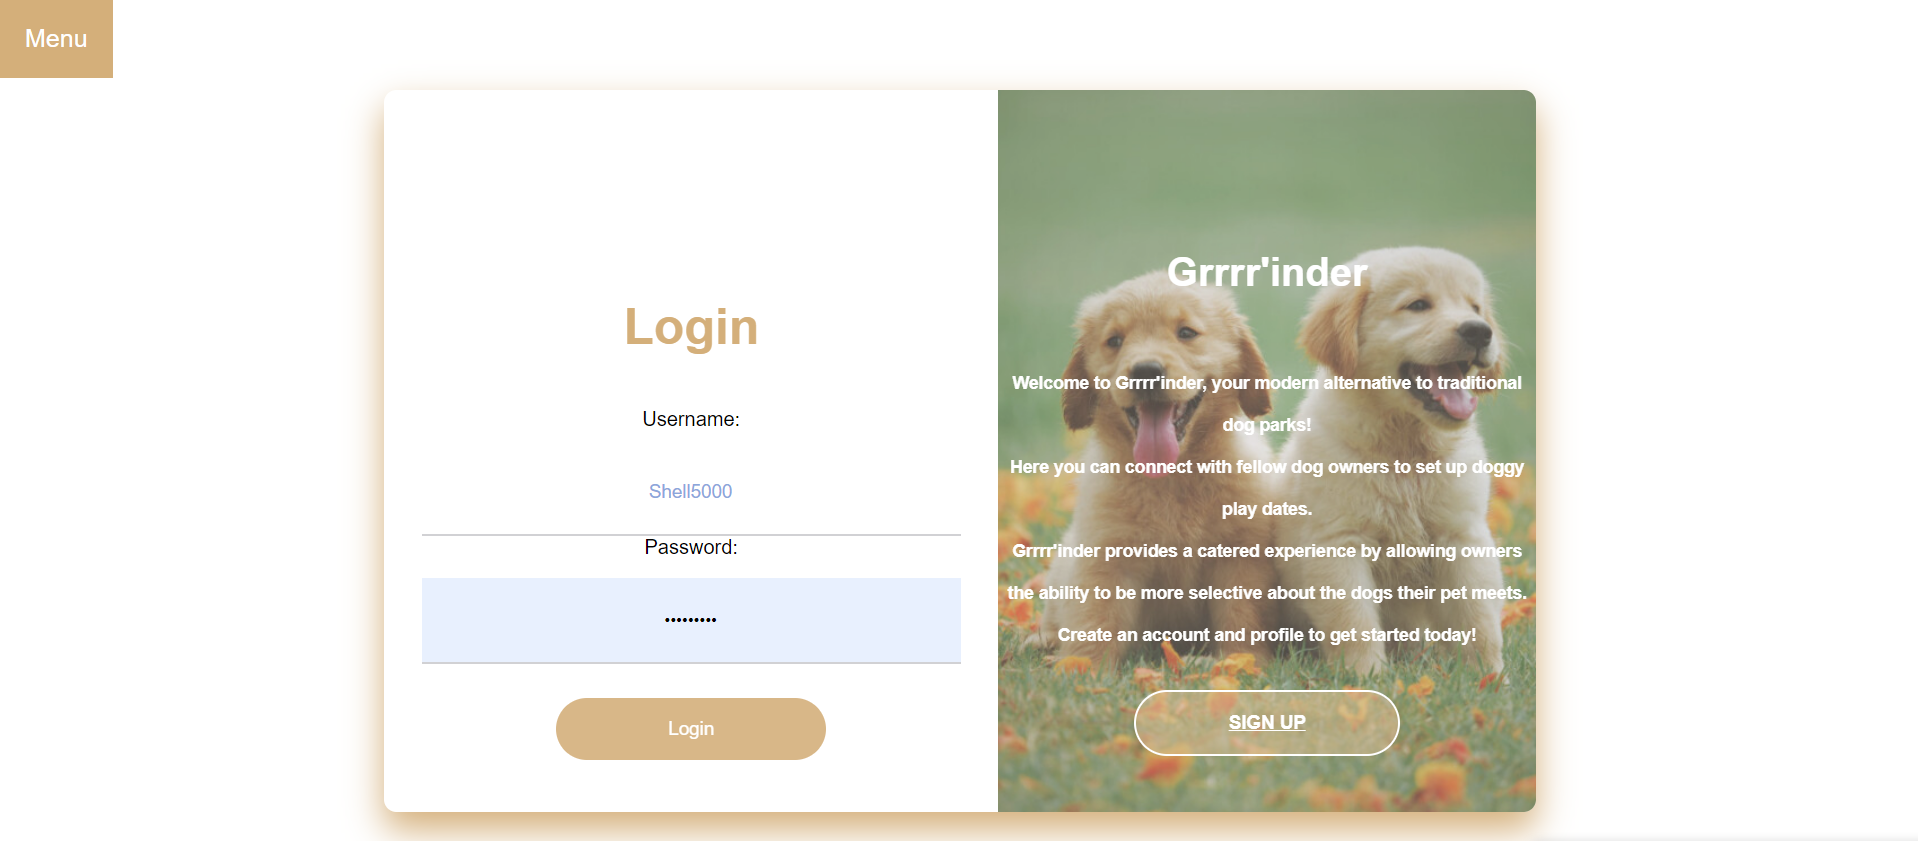 Menu
Login
Username:
Shell5000
Password:
•••••••••
Login
Grrrr'inder
Welcome to Grrrr'inder, your modern alternative to traditional
dog parks!
Here you can connect with fellow dog owners to set up doggy
play dates.
Grrrr'inder provides a catered experience by allowing owners
the ability to be more selective about the dogs their pet meets.
Create an account and profile to get started today!
SIGN UP